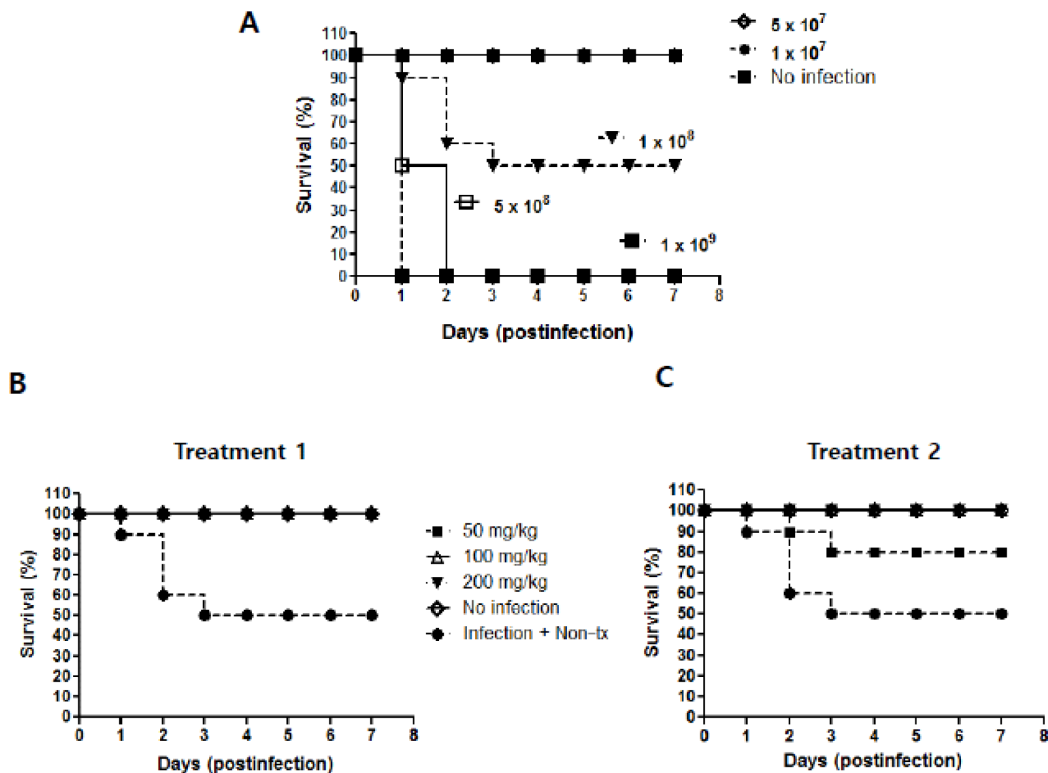 A
5 x 10⁷
1 x 10⁷
No infection
Survival (%)
110
100
90
80
70
60
50
40
30
20
10
0
1 x 10⁸
5 x 10⁸
1 x 10⁹
0 1 2 3 4 5 6 7 8
Days (postinfection)
B
Treatment 1
Survival (%)
110
100
90
80
70
60
50
40
30
20
10
0
0 1 2 3 4 5 6 7 8
Days (postinfection)
50 mg/kg
100 mg/kg
200 mg/kg
No infection
Infection + Non-tx
C
Treatment 2
Survival (%)
110
100
90
80
70
60
50
40
30
20
10
0
0 1 2 3 4 5 6 7 8
Days (postinfection)